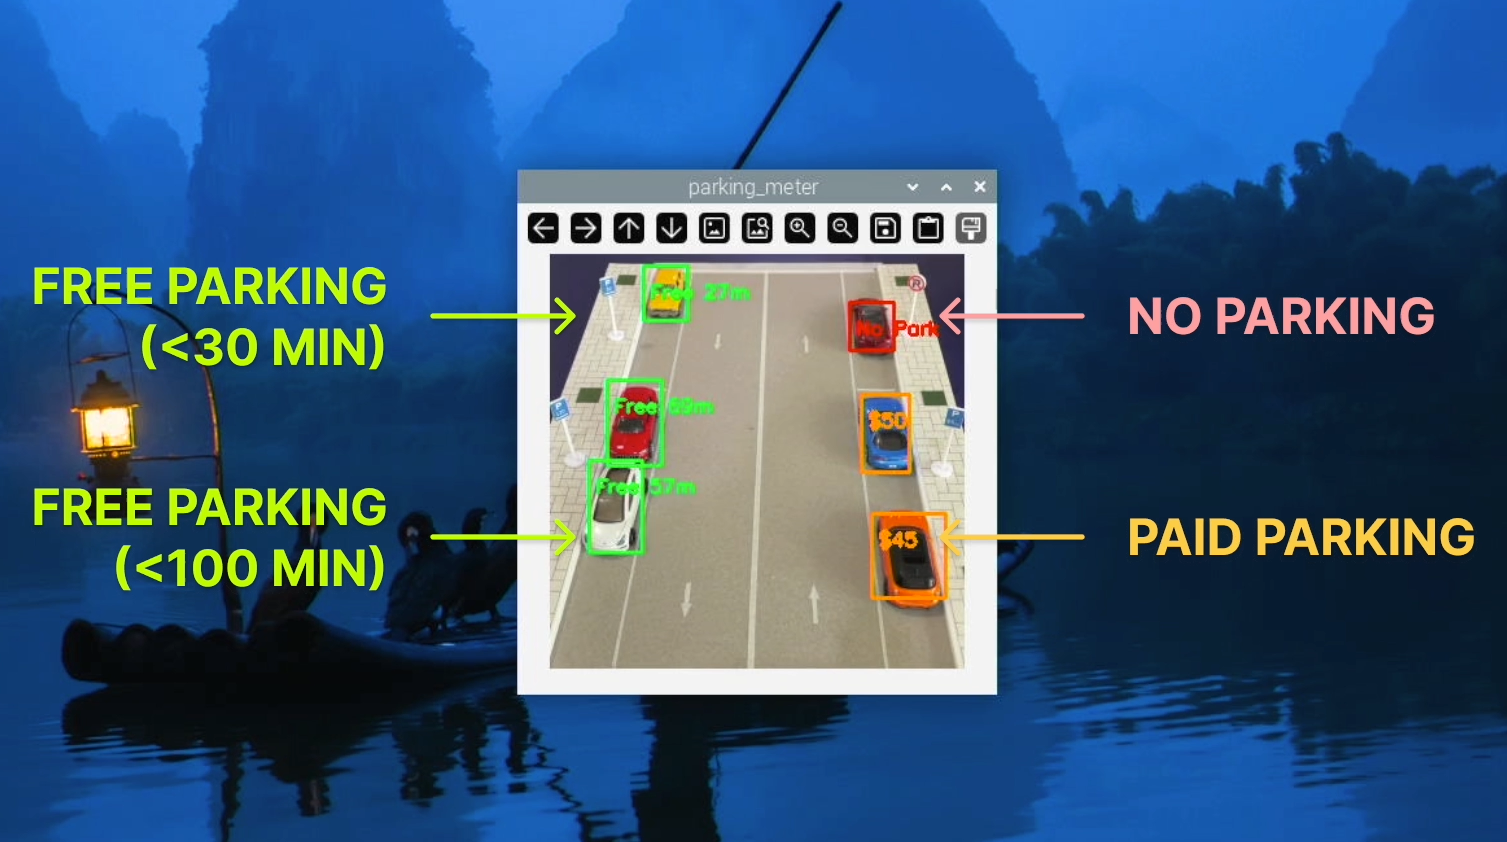 parking_meter
FREE PARKING
(<30 MIN)
FREE PARKING
(<100 MIN)
Free 27m
Free 69m
Free 57m
No Park
$50
$45
P
R
P
P
NO PARKING
PAID PARKING